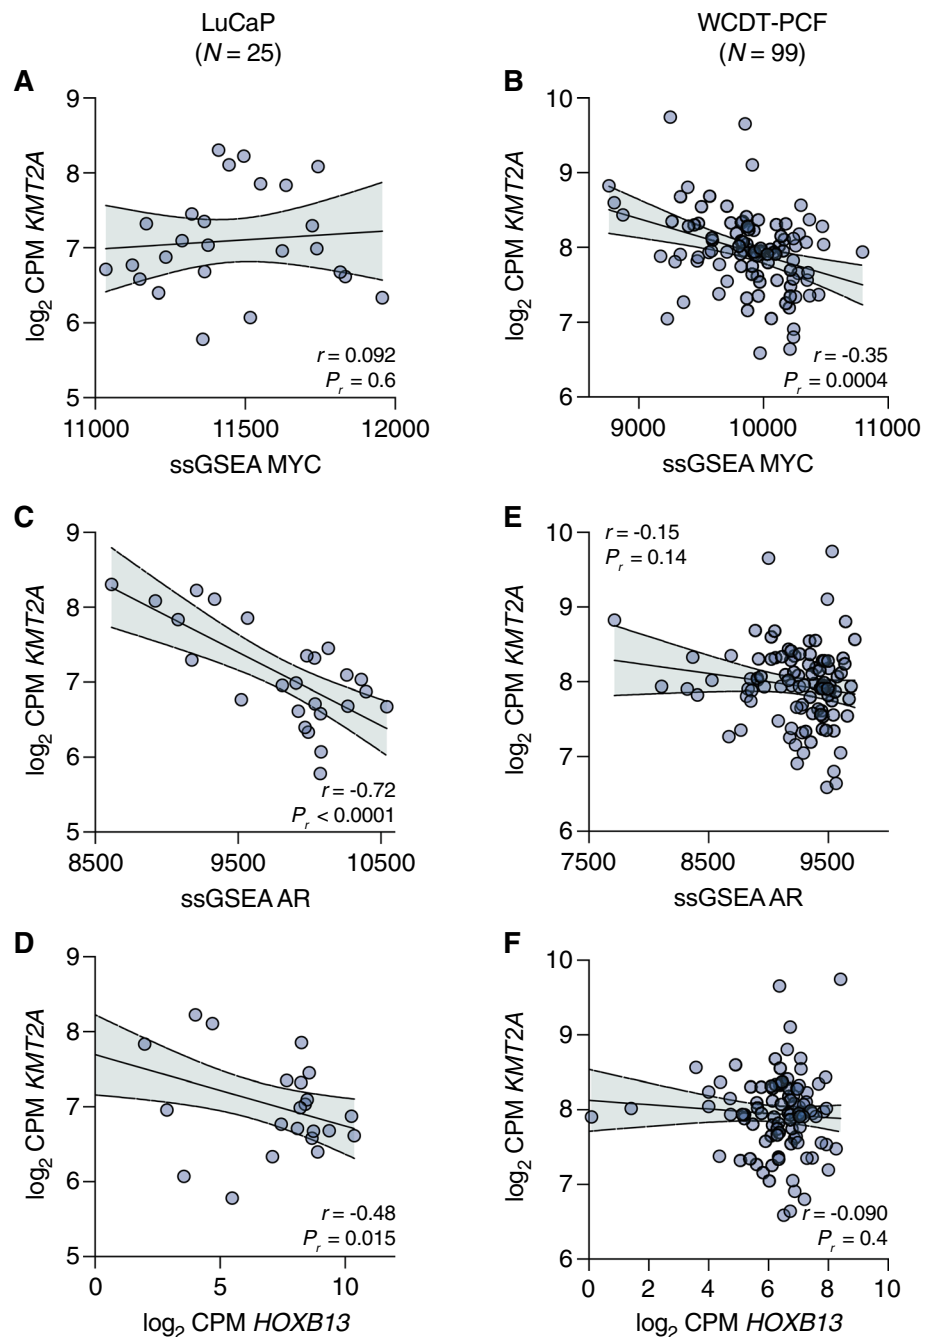 LuCaP
(N = 25)
WCDT-PCF
(N = 99)
A
log2 CPM KMT2A
9
8
7
6
5
11000
11500
12000
ssGSEA MYC
r = 0.092
Pr = 0.6
B
log2 CPM KMT2A
10
9
8
7
6
9000
10000
11000
ssGSEA MYC
r = -0.35
Pr = 0.0004
C
log2 CPM KMT2A
9
8
7
6
5
8500
9500
10500
ssGSEA AR
r = -0.72
Pr < 0.0001
E
log2 CPM KMT2A
10
9
8
7
6
7500
8500
9500
ssGSEA AR
r = -0.15
Pr = 0.14
D
log2 CPM KMT2A
9
8
7
6
5
0
5
10
log2 CPM HOXB13
r = -0.48
Pr = 0.015
F
log2 CPM KMT2A
10
9
8
7
6
0
2
4
6
8
10
log2 CPM HOXB13
r = -0.090
Pr = 0.4